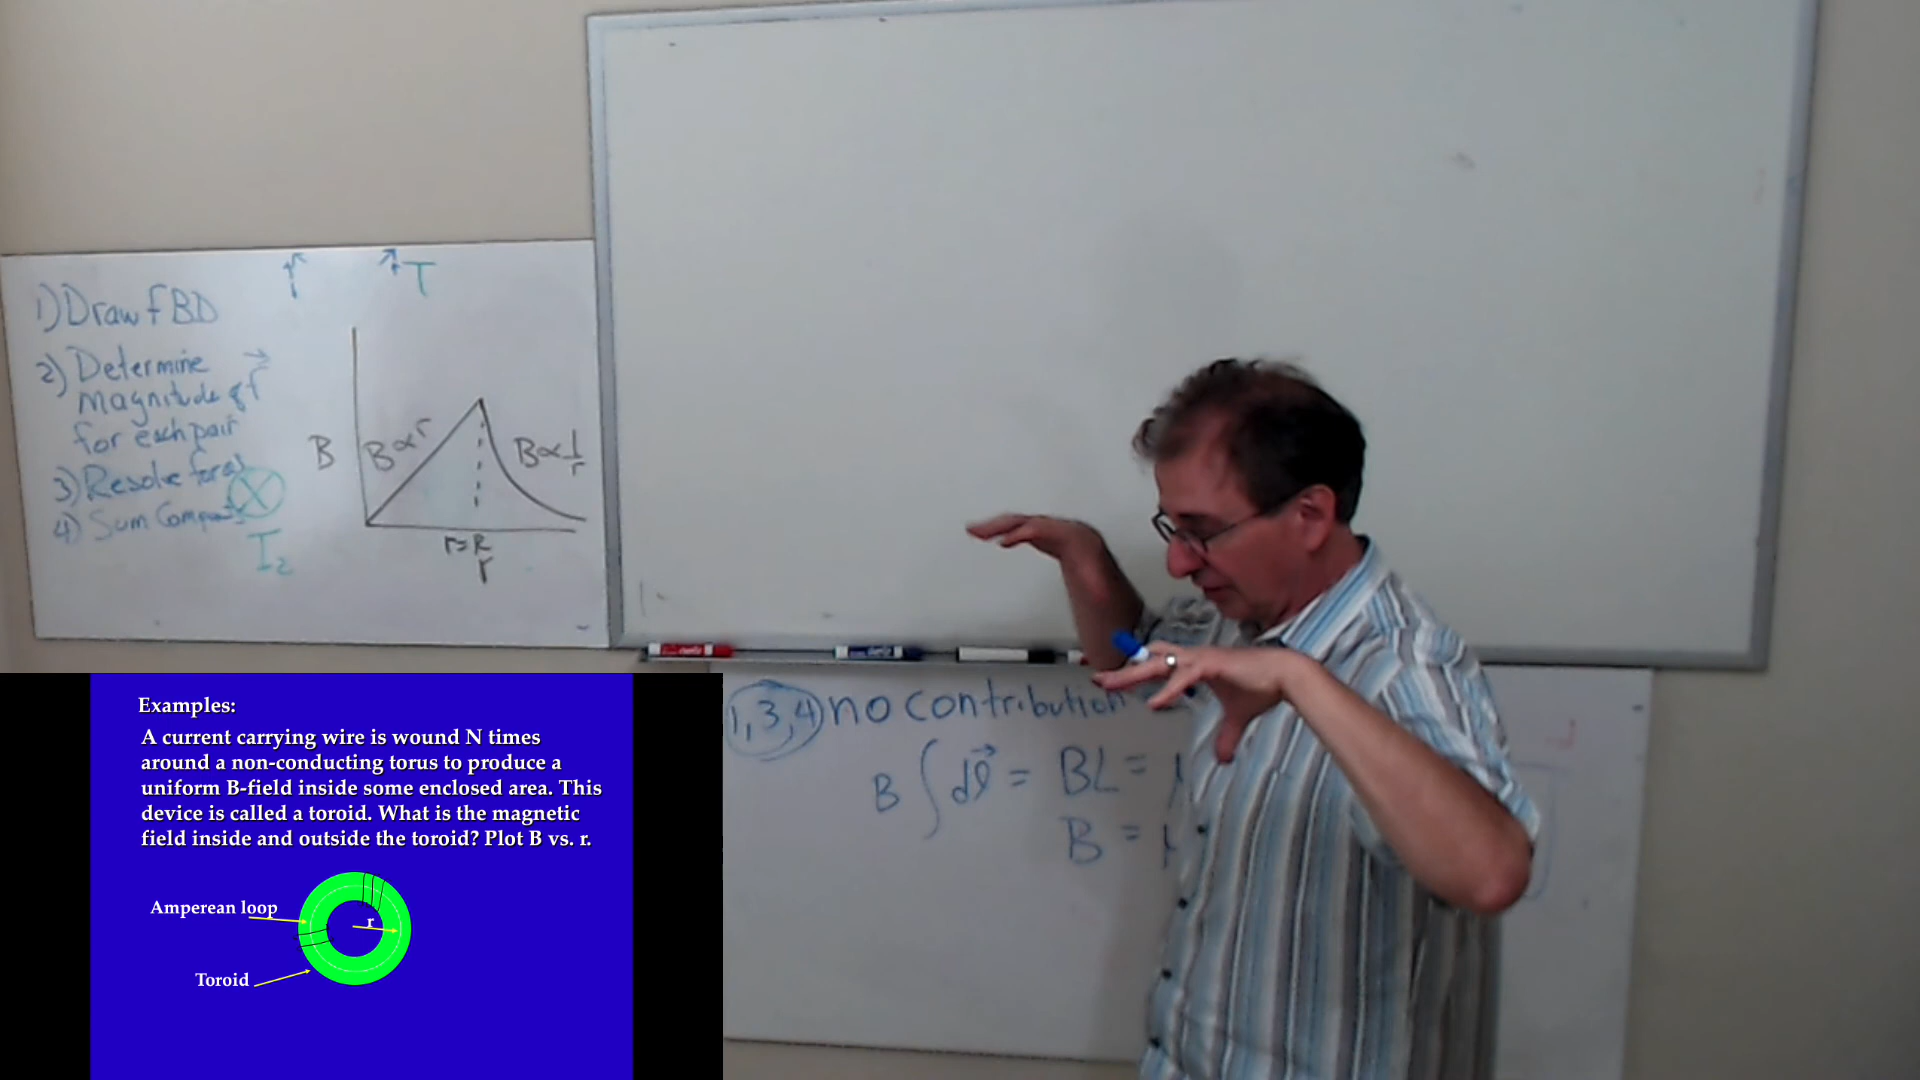 1) Draw FBD
2) Determine
magnitude of F
for each pair
3) Resolve forces
4) Sum
I2
r
T
B
B∝r
B∝1/r
r=R
r
1,3,4) no contribution
B∫dl = BL = μ
B = μ
Examples:
A current carrying wire is wound N times
around a non-conducting torus to produce a
uniform B-field inside some enclosed area. This
device is called a toroid. What is the magnetic
field inside and outside the toroid? Plot B vs. r.
Amperean loop
r
Toroid